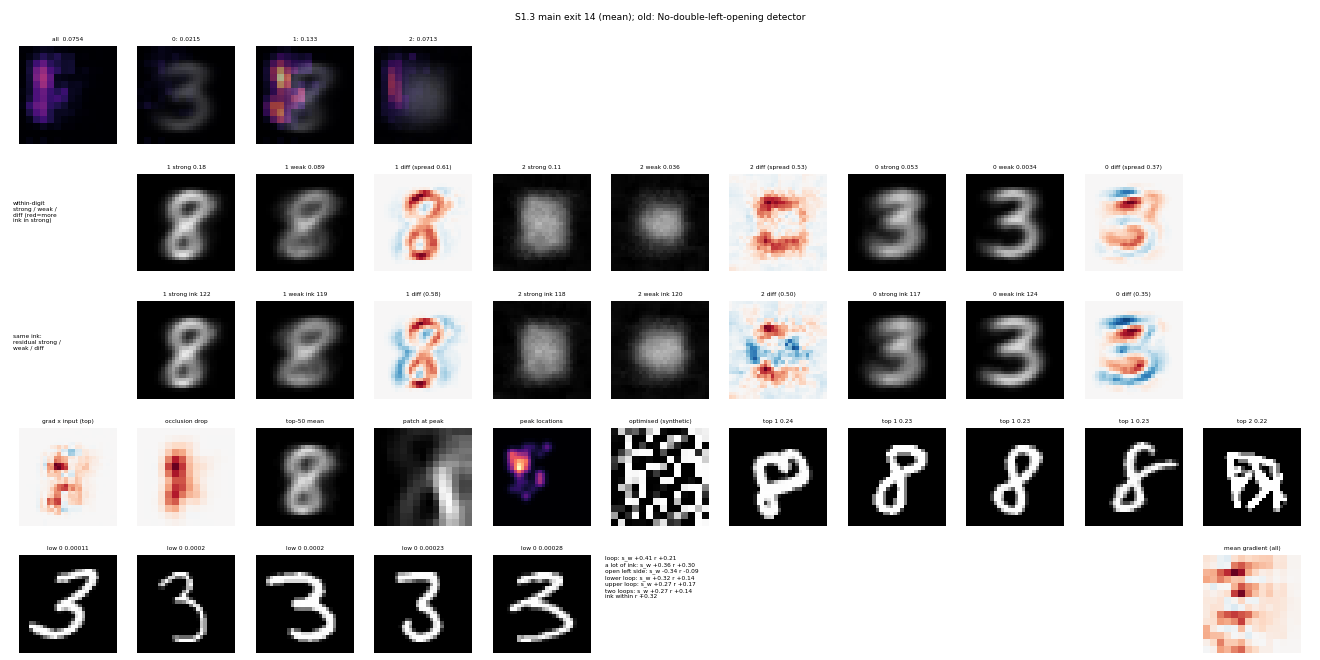 S1.3 main exit 14 (mean); old: No-double-left-opening detector
all 0.0754
0: 0.0215
1: 0.133
2: 0.0713
within-digit
strong / weak /
diff (red=more
ink in strong)
1 strong 0.18
1 weak 0.089
1 diff (spread 0.61)
2 strong 0.11
2 weak 0.036
2 diff (spread 0.53)
0 strong 0.053
0 weak 0.0034
0 diff (spread 0.37)
same ink:
residual strong /
weak / diff
1 strong ink 122
1 weak ink 119
1 diff (0.58)
2 strong ink 118
2 weak ink 120
2 diff (0.50)
0 strong ink 117
0 weak ink 124
0 diff (0.35)
grad x input (top)
occlusion drop
top-50 mean
patch at peak
peak locations
optimised (synthetic)
top 1 0.24
top 1 0.23
top 1 0.23
top 1 0.23
top 2 0.22
low 0 0.00011
low 0 0.0002
low 0 0.0002
low 0 0.00023
low 0 0.00028
loop: s_w +0.41 r +0.21
a lot of ink: s_w +0.36 r +0.30
open left side: s_w -0.34 r -0.09
lower loop: s_w +0.32 r +0.14
upper loop: s_w +0.27 r +0.17
two loops: s_w +0.27 r +0.14
ink within r +0.32
mean gradient (all)